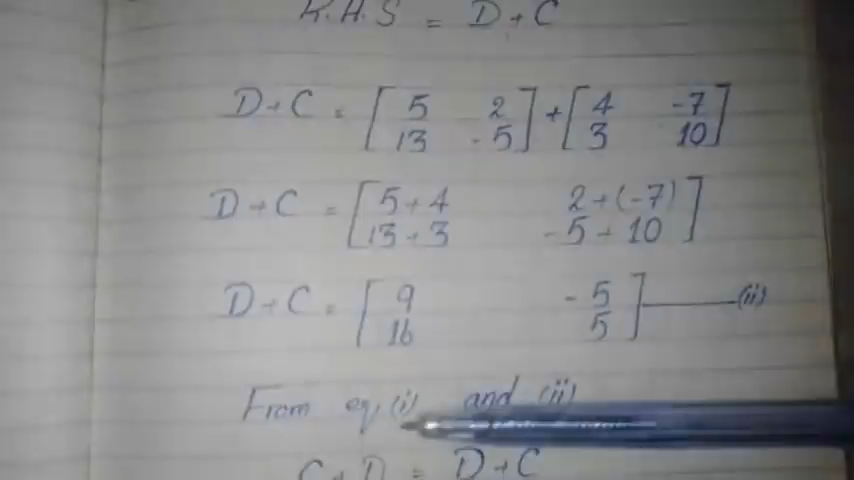 R.H.S = D+C
D+C = [ 5 2 ] + [ 4 -7 ]
13 -5 3 10
D+C = [ 5+4 2+(-7) ]
13+3 -5+10
D+C = [ 9 -5 ] (ii)
16 5
From eq (i) and (ii)
C+D = D+C